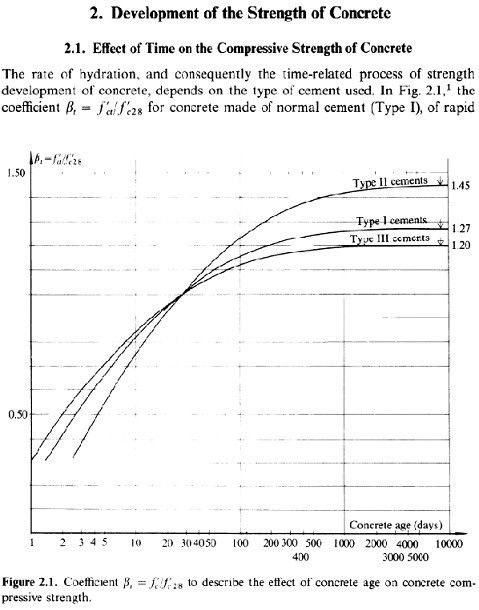 2. Development of the Strength of Concrete
2.1. Effect of Time on the Compressive Strength of Concrete
The rate of hydration, and consequently the time-related process of strength
development of concrete, depends on the type of cement used. In Fig. 2.1,¹ the
coefficient βₜ = f′ct/f′c28 for concrete made of normal cement (Type I), of rapid
βₜ = f′ct/f′c28
1.50
Type II cements
1.45
Type I cements
1.27
Type III cements
1.20
0.50
Concrete age (days)
1 2 3 4 5 10 20 30 40 50 100 200 300 500 1000 2000 4000 10000
400 3000 5000
Figure 2.1. Coefficient βₜ = f′c/f′c28 to describe the effect of concrete age on concrete com-
pressive strength.